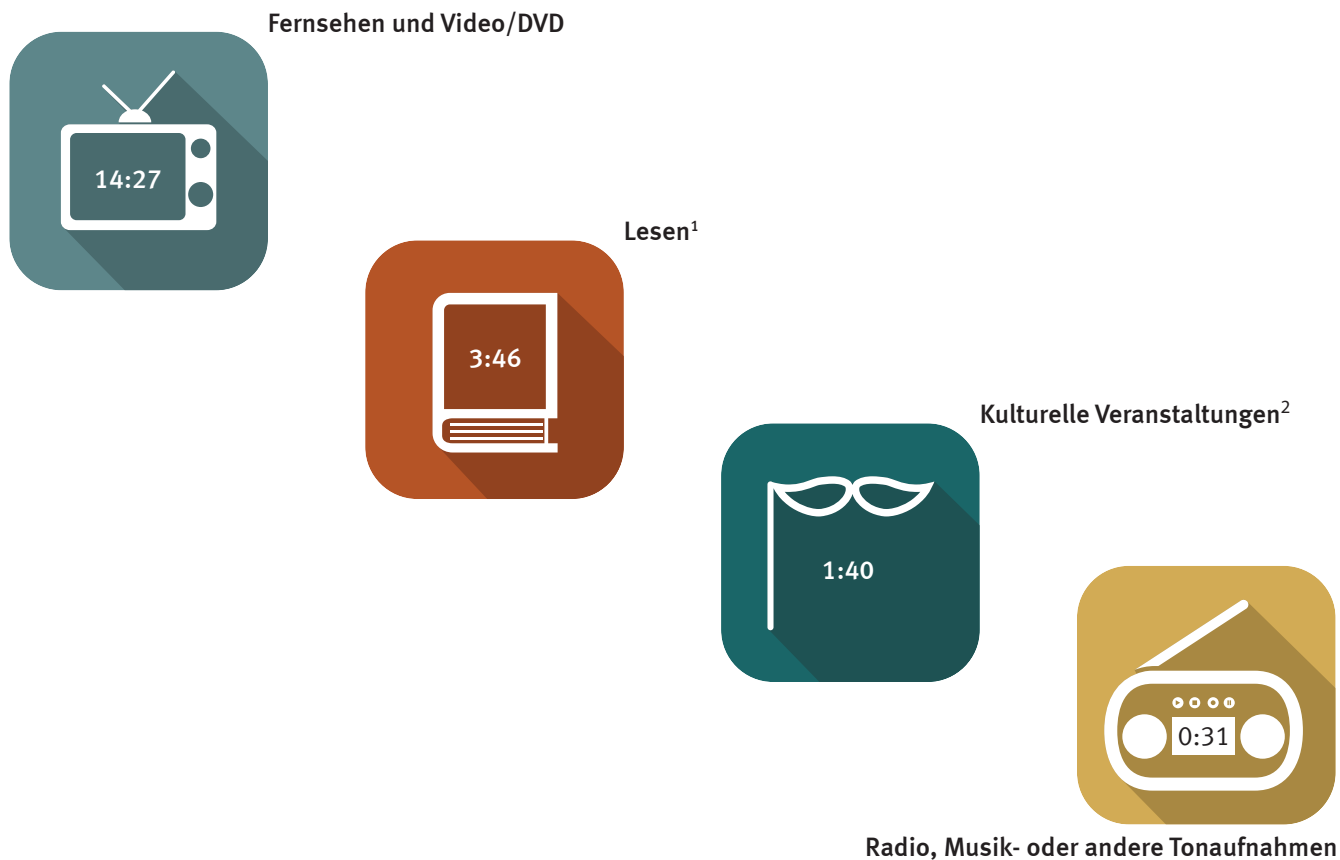 Fernsehen und Video/DVD
14:27
Lesen¹
3:46
Kulturelle Veranstaltungen²
1:40
0:31
Radio, Musik- oder andere Tonaufnahmen